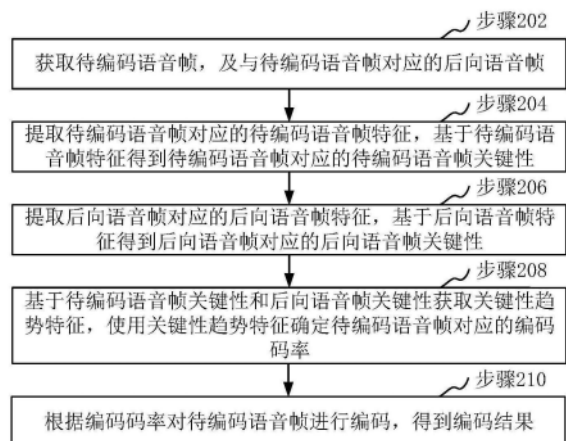 步骤202
获取待编码语音帧，及与待编码语音帧对应的后向语音帧
步骤204
提取待编码语音帧对应的待编码语音帧特征，基于待编码语
音帧特征得到待编码语音帧对应的待编码语音帧关键性
步骤206
提取后向语音帧对应的后向语音帧特征，基于后向语音帧特
征得到后向语音帧对应的后向语音帧关键性
步骤208
基于待编码语音帧关键性和后向语音帧关键性获取关键性趋
势特征，使用关键性趋势特征确定待编码语音帧对应的编码
码率
步骤210
根据编码码率对待编码语音帧进行编码，得到编码结果